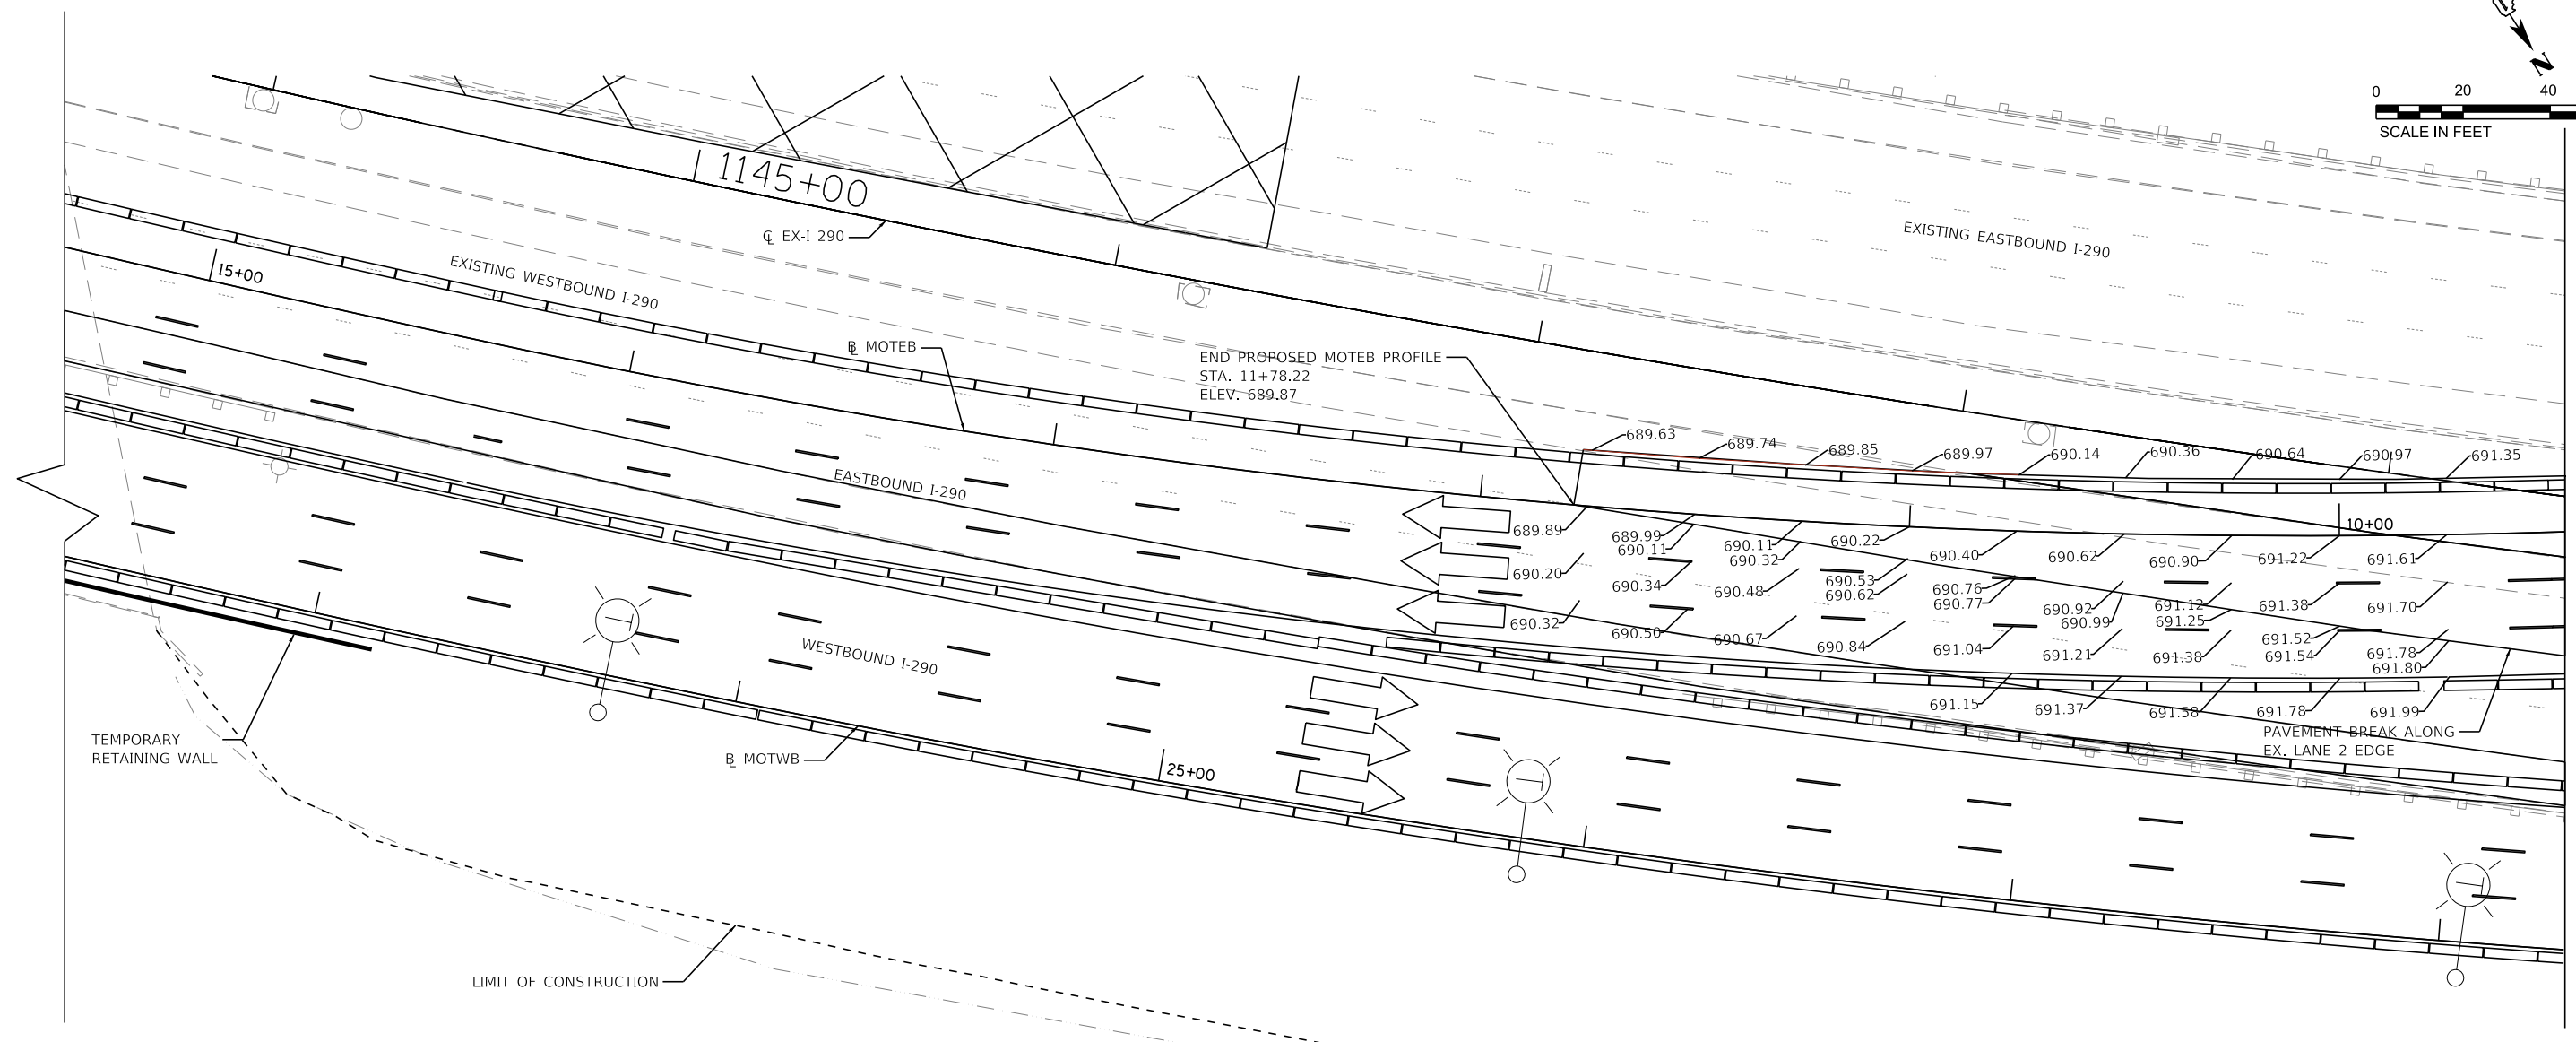 N
0 20 40
SCALE IN FEET
1145+00
℄ EX-I 290
EXISTING EASTBOUND I-290
15+00
EXISTING WESTBOUND I-290
BL MOTEB
END PROPOSED MOTEB PROFILE
STA. 11+78.22
ELEV. 689.87
689.63 689.74 689.85 689.97 690.14 690.36 690.64 690.97 691.35
EASTBOUND I-290
10+00
689.89 689.99 690.11 690.22 690.40 690.62 690.90 691.22 691.61
690.11 690.32 690.53 690.76 690.92 691.12 691.38 691.70
690.20 690.34 690.48 690.62 690.77 690.99 691.25 691.52 691.78
690.32 690.50 690.67 690.84 691.04 691.21 691.38 691.54 691.80
691.15 691.37 691.58 691.78 691.99
WESTBOUND I-290
PAVEMENT BREAK ALONG
EX. LANE 2 EDGE
TEMPORARY
RETAINING WALL
BL MOTWB
25+00
LIMIT OF CONSTRUCTION